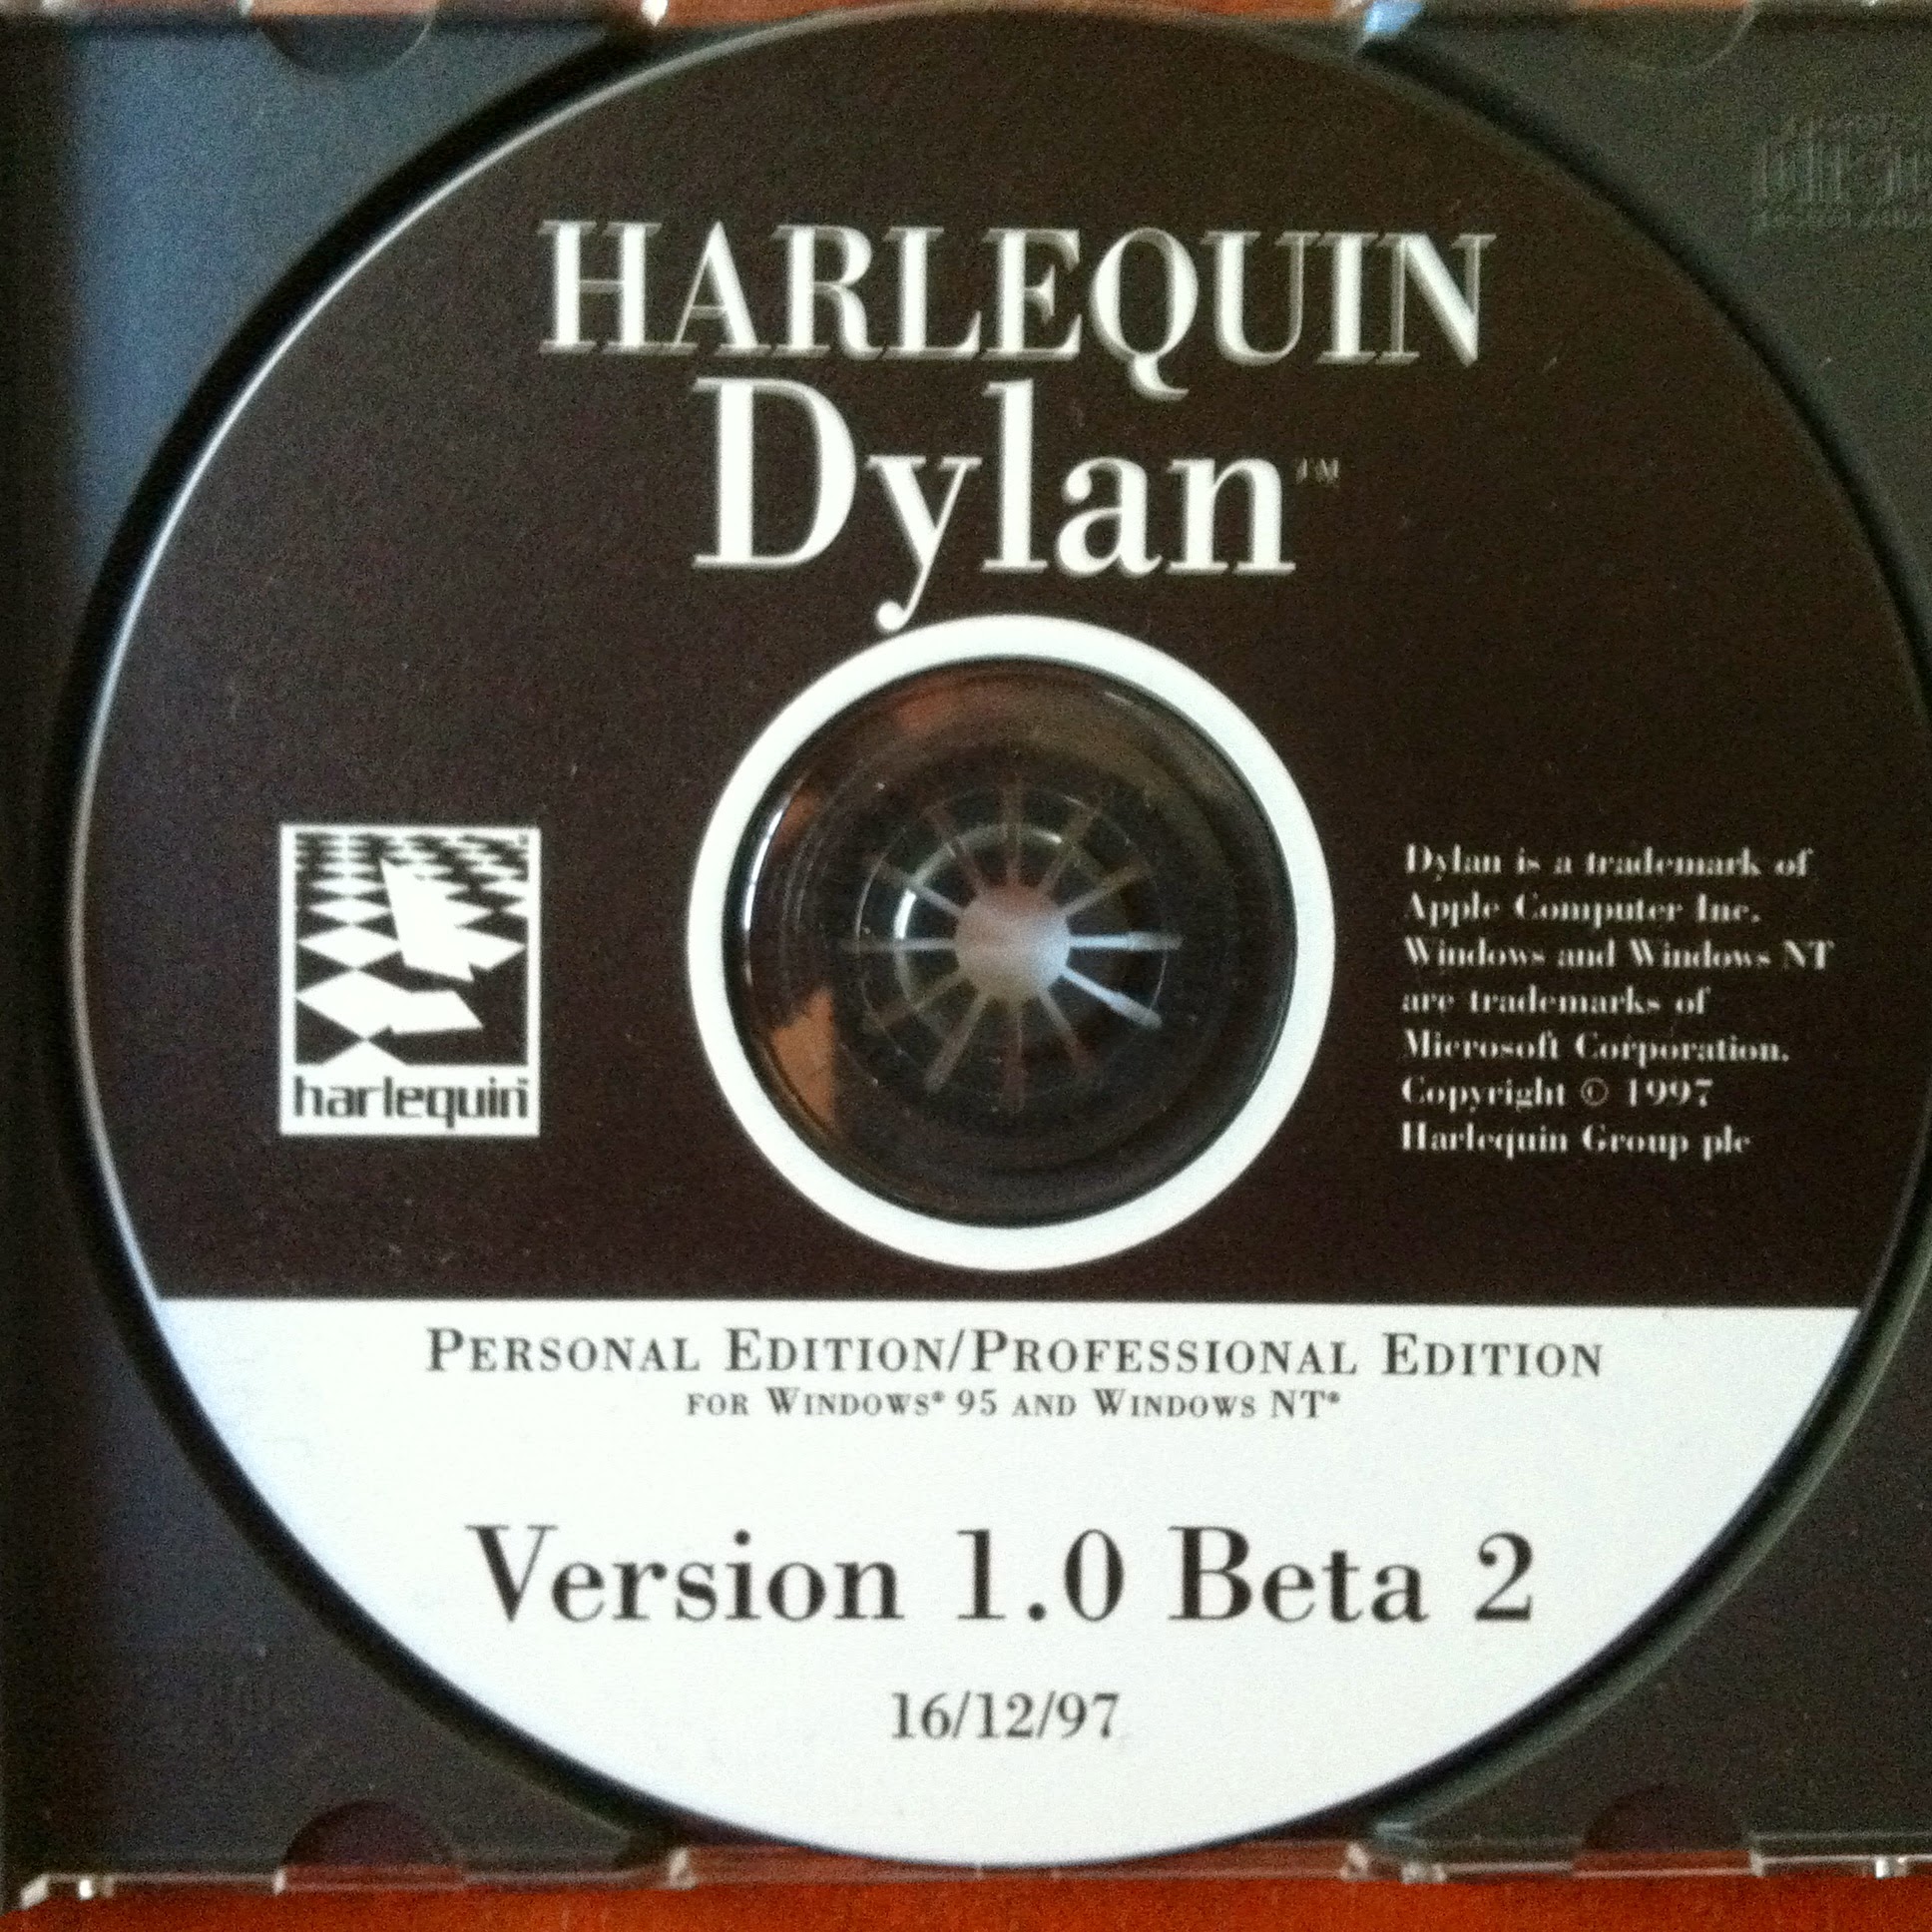 HARLEQUIN
Dylan™
harlequin
Dylan is a trademark of
Apple Computer Inc.
Windows and Windows NT
are trademarks of
Microsoft Corporation.
Copyright © 1997
Harlequin Group plc
PERSONAL EDITION/PROFESSIONAL EDITION
FOR WINDOWS® 95 AND WINDOWS NT®
Version 1.0 Beta 2
16/12/97